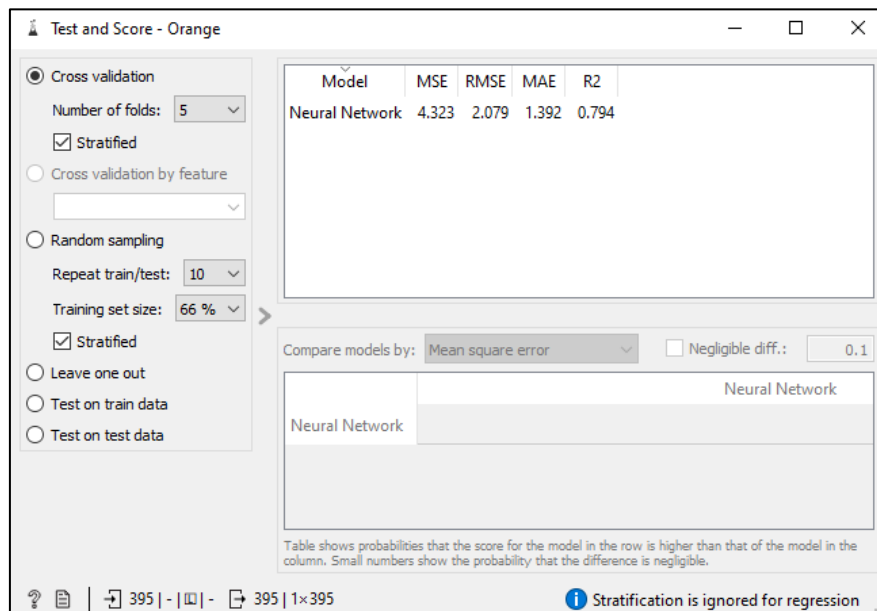 Test and Score - Orange
Cross validation
Number of folds: 5
Stratified
Cross validation by feature
Random sampling
Repeat train/test: 10
Training set size: 66 %
Stratified
Leave one out
Test on train data
Test on test data
Model MSE RMSE MAE R2
Neural Network 4.323 2.079 1.392 0.794
>
Compare models by: Mean square error Negligible diff.: 0.1
Neural Network
Neural Network
Table shows probabilities that the score for the model in the row is higher than that of the model in the
column. Small numbers show the probability that the difference is negligible.
? 395 | - | - 395 | 1×395 Stratification is ignored for regression